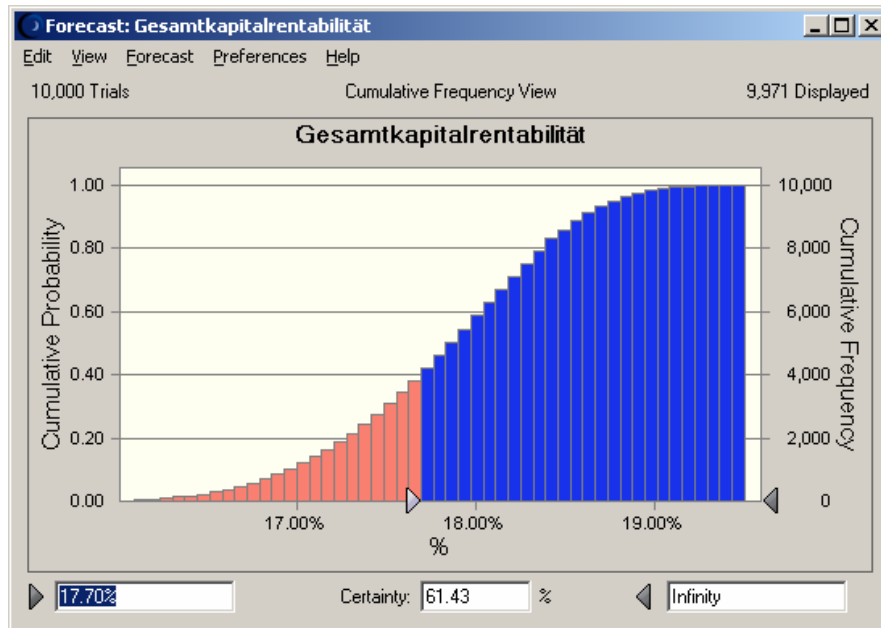 Forecast: Gesamtkapitalrentabilität
Edit View Forecast Preferences Help
10,000 Trials Cumulative Frequency View 9,971 Displayed
Gesamtkapitalrentabilität
Cumulative Probability
1.00
0.80
0.60
0.40
0.20
0.00
10,000
8,000
6,000
4,000
2,000
0
Cumulative Frequency
17.00% 18.00% 19.00%
%
17.70% Certainty: 61.43 % Infinity